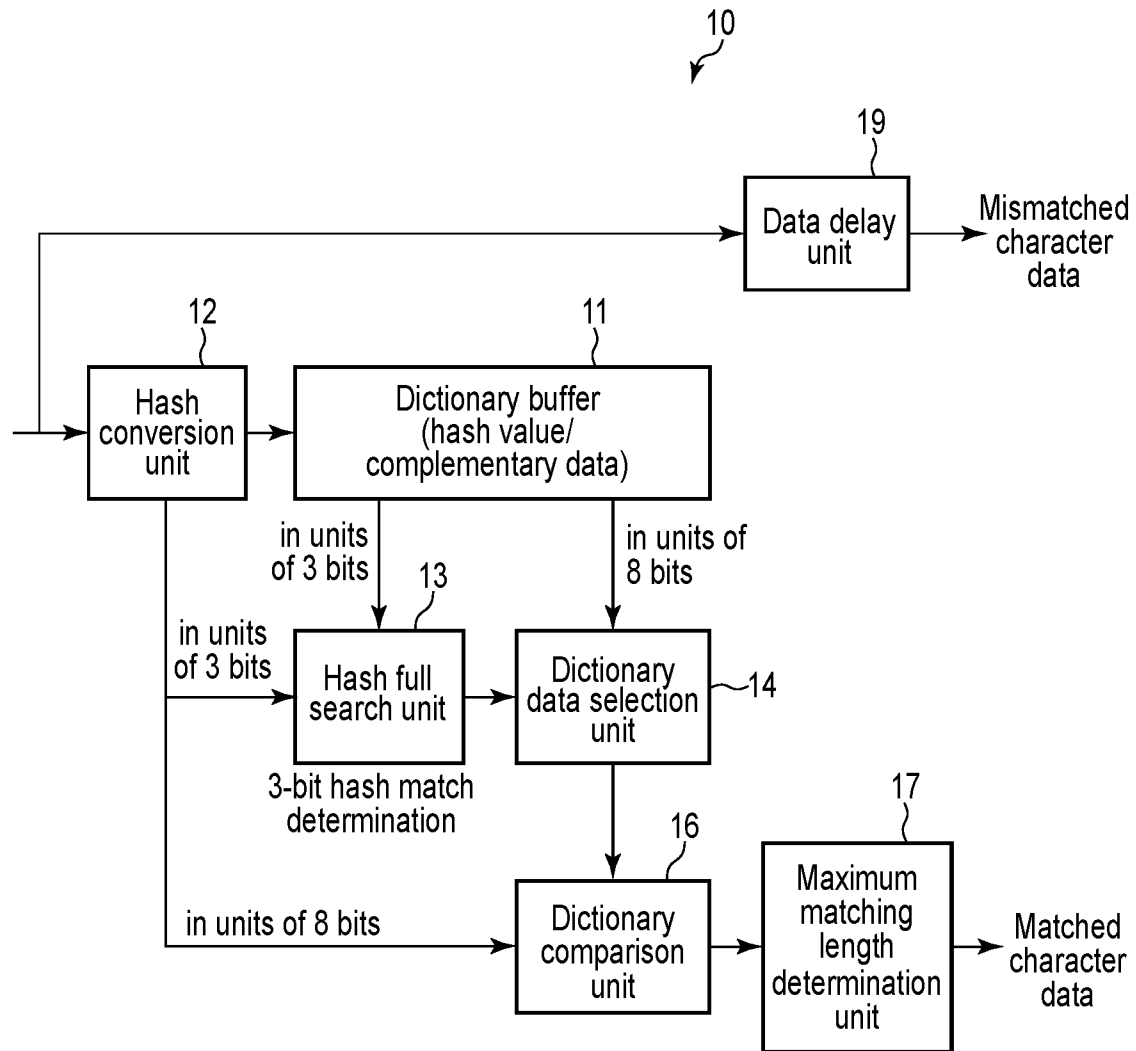 10
19
Data delay
unit
Mismatched
character
data
12
Hash
conversion
unit
11
Dictionary buffer
(hash value/
complementary data)
in units
of 3 bits
in units of
8 bits
in units
of 3 bits
13
Hash full
search unit
3-bit hash match
determination
Dictionary
data selection
unit
14
in units of 8 bits
16
Dictionary
comparison
unit
17
Maximum
matching
length
determination
unit
Matched
character
data